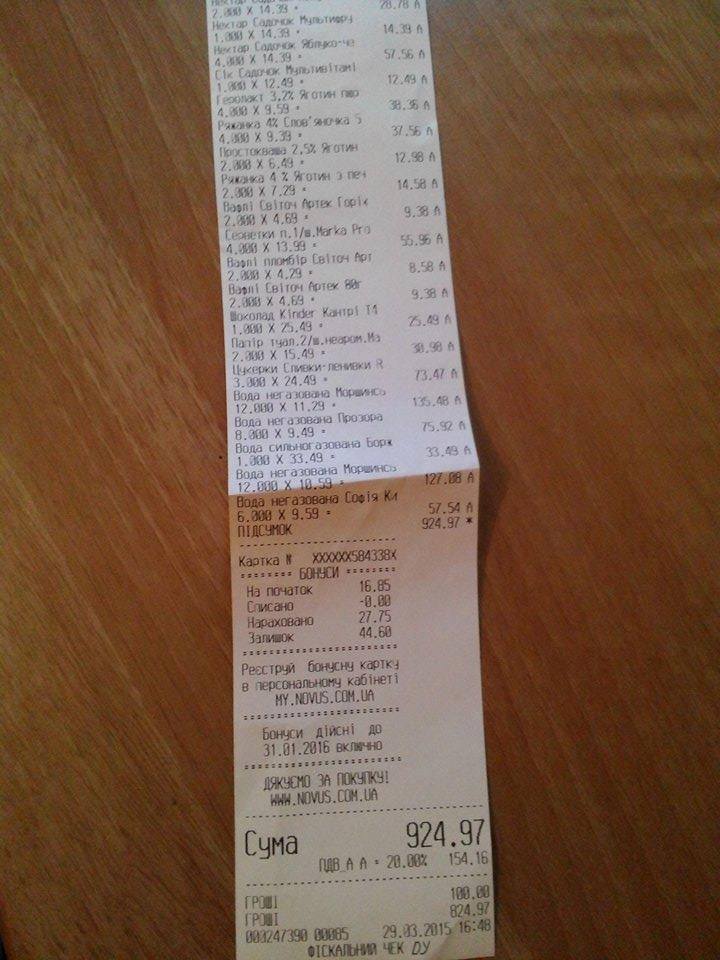 2.000 X 14.39 = 28.78 А
Нектар Садочок Мультифру
1.000 X 14.39 = 14.39 А
Нектар Садочок Яблуко-че
4.000 X 14.39 = 57.56 А
Сік Садочок Мультивітамі
1.000 X 12.49 = 12.49 А
Геролакт 3,2% Яготин пюр
4.000 X 9.59 = 38.36 А
Ряжанка 4% Слов'яночка 5
4.000 X 9.39 = 37.56 А
Простокваша 2,5% Яготин
2.000 X 6.49 = 12.98 А
Ряжанка 4 % Яготин з печ
2.000 X 7.29 = 14.58 А
Вафлі Світоч Артек Горіх
2.000 X 4.69 = 9.38 А
Серветки п.1/ш.Marka Pro
4.000 X 13.99 = 55.96 А
Вафлі пломбір Світоч Арт
2.000 X 4.29 = 8.58 А
Вафлі Світоч Артек 80г
2.000 X 4.69 = 9.38 А
Шоколад Kinder Кантрі Т4
1.000 X 25.49 = 25.49 А
Папір туал.2/ш.неаром.Ма
2.000 X 15.49 = 30.98 А
Цукерки Сливки-ленивки R
3.000 X 24.49 = 73.47 А
Вода негазована Моршинсь
12.000 X 11.29 = 135.48 А
Вода негазована Прозора
8.000 X 9.49 = 75.92 А
Вода сильногазована Борж
1.000 X 33.49 = 33.49 А
Вода негазована Моршинсь
12.000 X 10.59 = 127.08 А
Вода негазована Софія Ки
6.000 X 9.59 = 57.54 А
ПІДСУМОК 924.97 *
Картка № XXXXXX584338X
======== БОНУСИ ========
На початок 16.85
Списано -0.00
Нараховано 27.75
Залишок 44.60
Реєструй бонусну картку
в персональному кабінеті
MY.NOVUS.COM.UA
Бонуси дійсні до
31.01.2016 включно
ДЯКУЄМО ЗА ПОКУПКУ!
WWW.NOVUS.COM.UA
Сума 924.97
ПДВ_А А = 20.00% 154.16
ГРОШІ 100.00
ГРОШІ 824.97
003247390 00085 29.03.2015 16:48
ФІСКАЛЬНИЙ ЧЕК DY